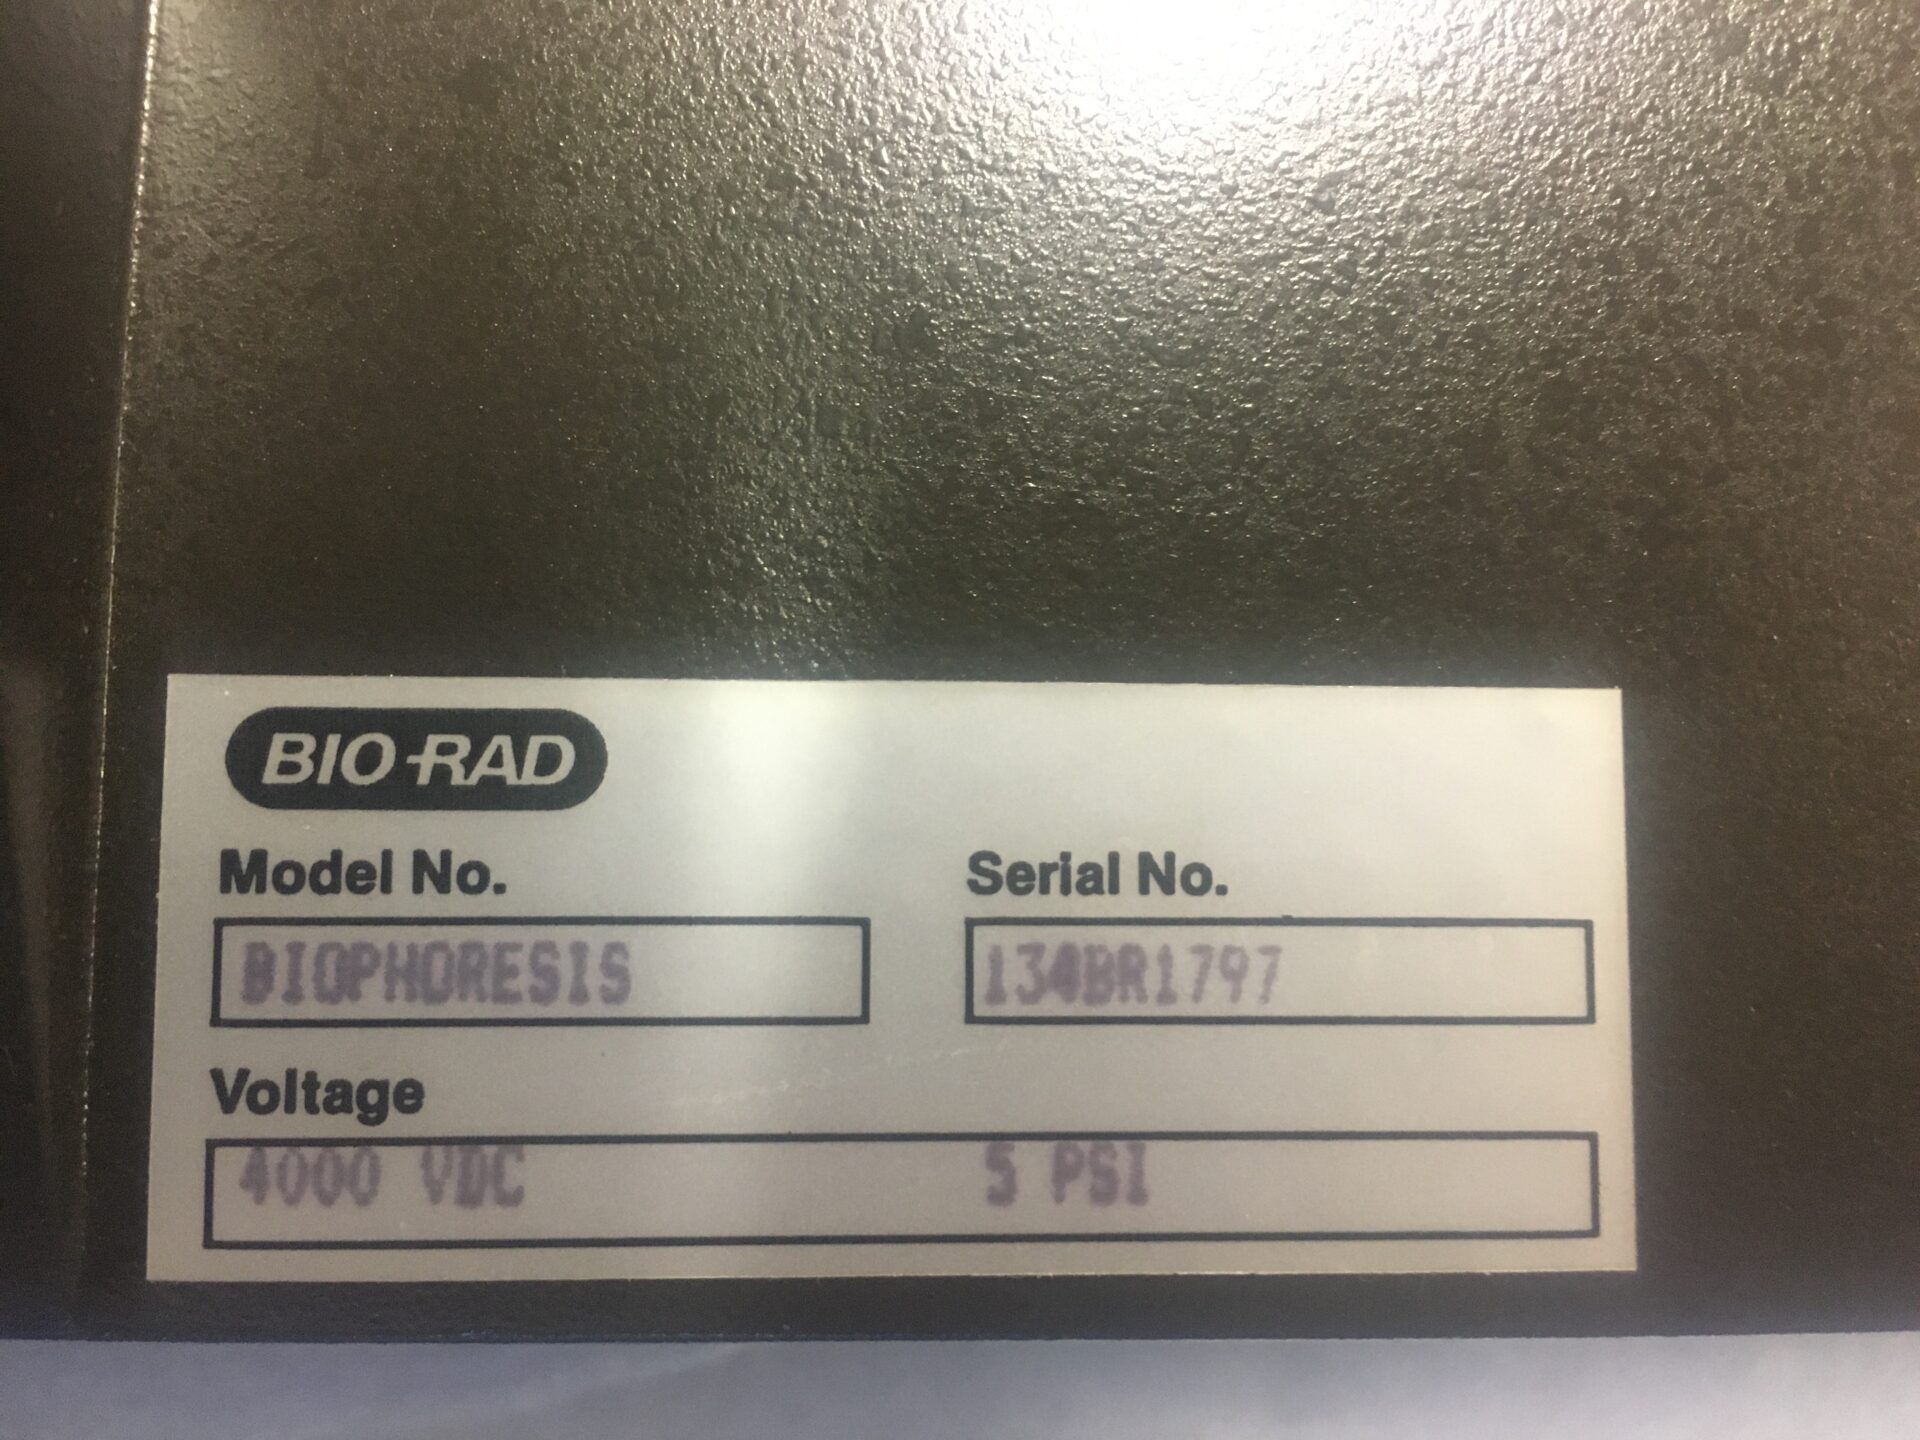 BIO-RAD
Model No. Serial No.
BIOPHORESIS 134BR1797
Voltage
4000 VDC 5 PSI